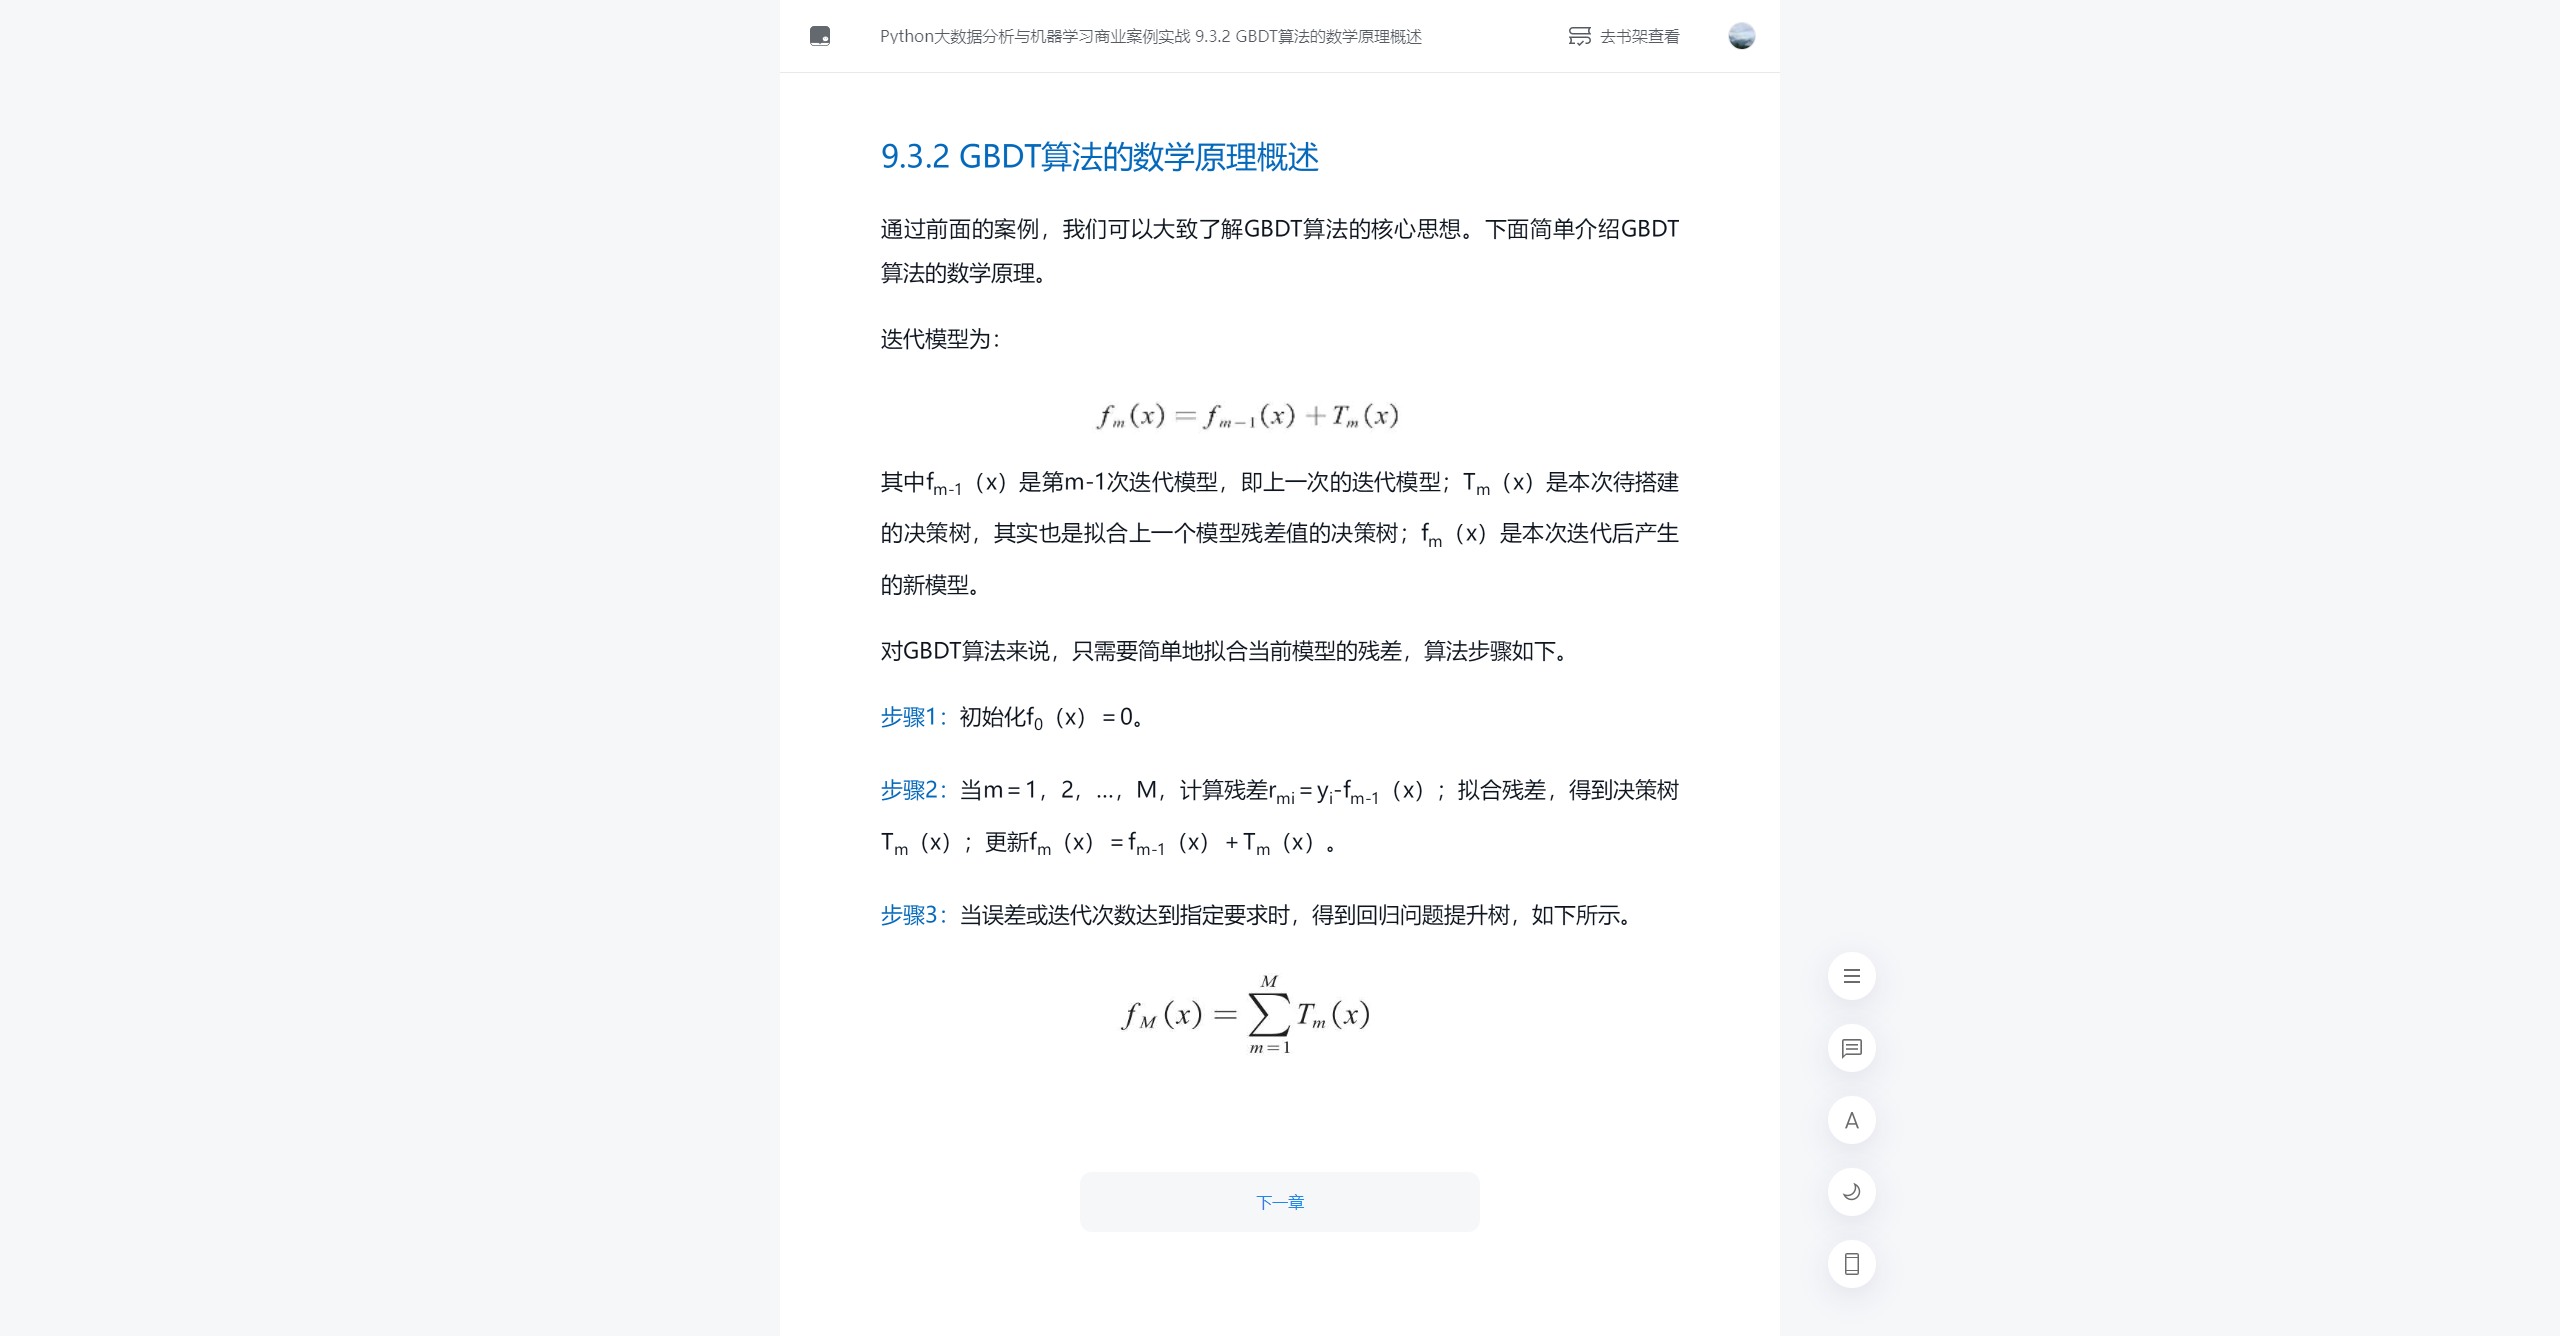 Python大数据分析与机器学习商业案例实战 9.3.2 GBDT算法的数学原理概述
去书架查看
9.3.2 GBDT算法的数学原理概述
通过前面的案例，我们可以大致了解GBDT算法的核心思想。下面简单介绍GBDT
算法的数学原理。
迭代模型为：
f_m(x) = f_{m-1}(x) + T_m(x)
其中f_{m-1}（x）是第m-1次迭代模型，即上一次的迭代模型；T_m（x）是本次待搭建
的决策树，其实也是拟合上一个模型残差值的决策树；f_m（x）是本次迭代后产生
的新模型。
对GBDT算法来说，只需要简单地拟合当前模型的残差，算法步骤如下。
步骤1：初始化f_0（x）=0。
步骤2：当m=1，2，…，M，计算残差r_{mi}=y_i-f_{m-1}（x）；拟合残差，得到决策树
T_m（x）；更新f_m（x）=f_{m-1}（x）+T_m（x）。
步骤3：当误差或迭代次数达到指定要求时，得到回归问题提升树，如下所示。
f_M(x) = \sum_{m=1}^{M} T_m(x)
下一章
A